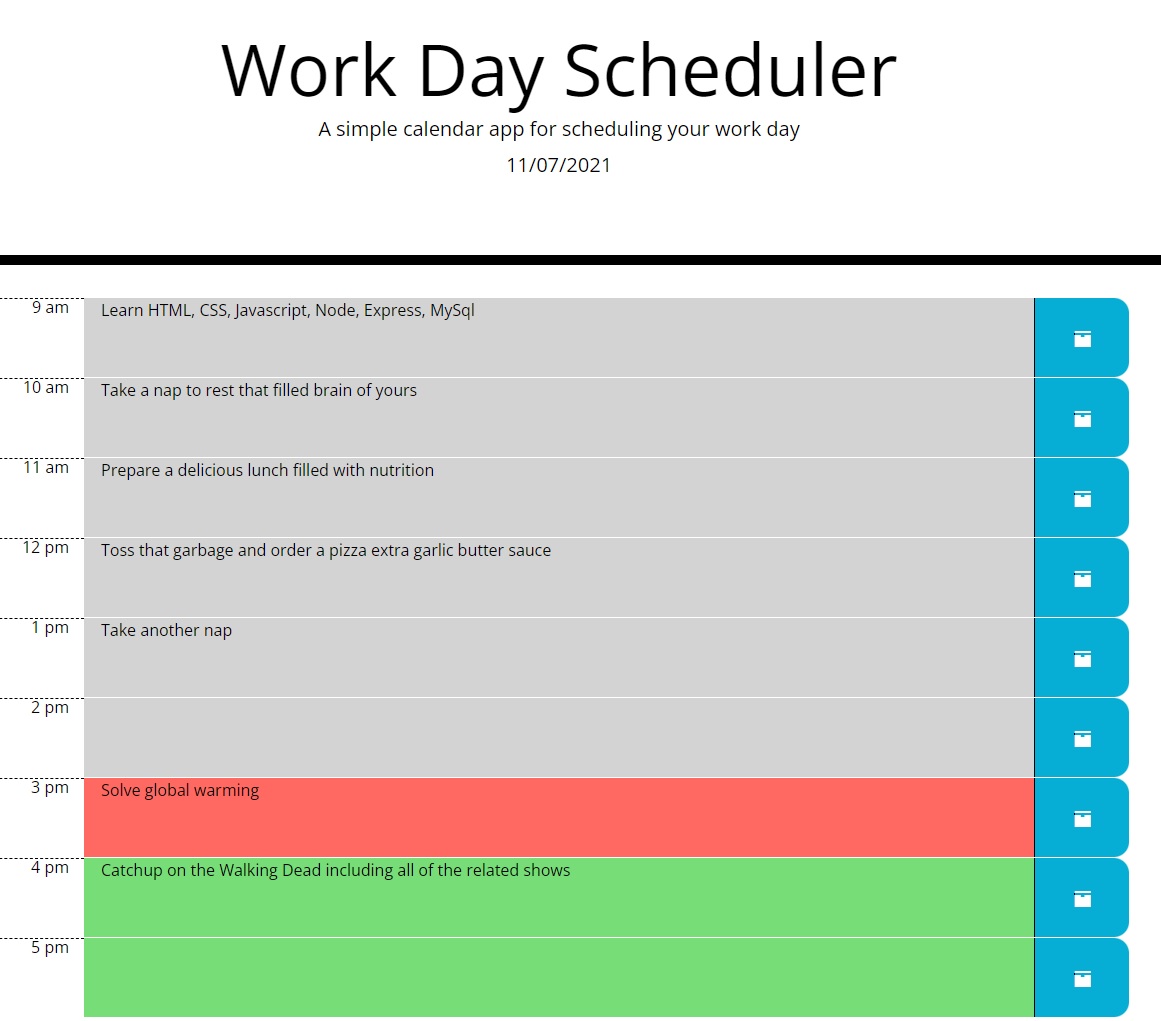 Work Day Scheduler
A simple calendar app for scheduling your work day
11/07/2021
9 am Learn HTML, CSS, Javascript, Node, Express, MySql
10 am Take a nap to rest that filled brain of yours
11 am Prepare a delicious lunch filled with nutrition
12 pm Toss that garbage and order a pizza extra garlic butter sauce
1 pm Take another nap
2 pm
3 pm Solve global warming
4 pm Catchup on the Walking Dead including all of the related shows
5 pm